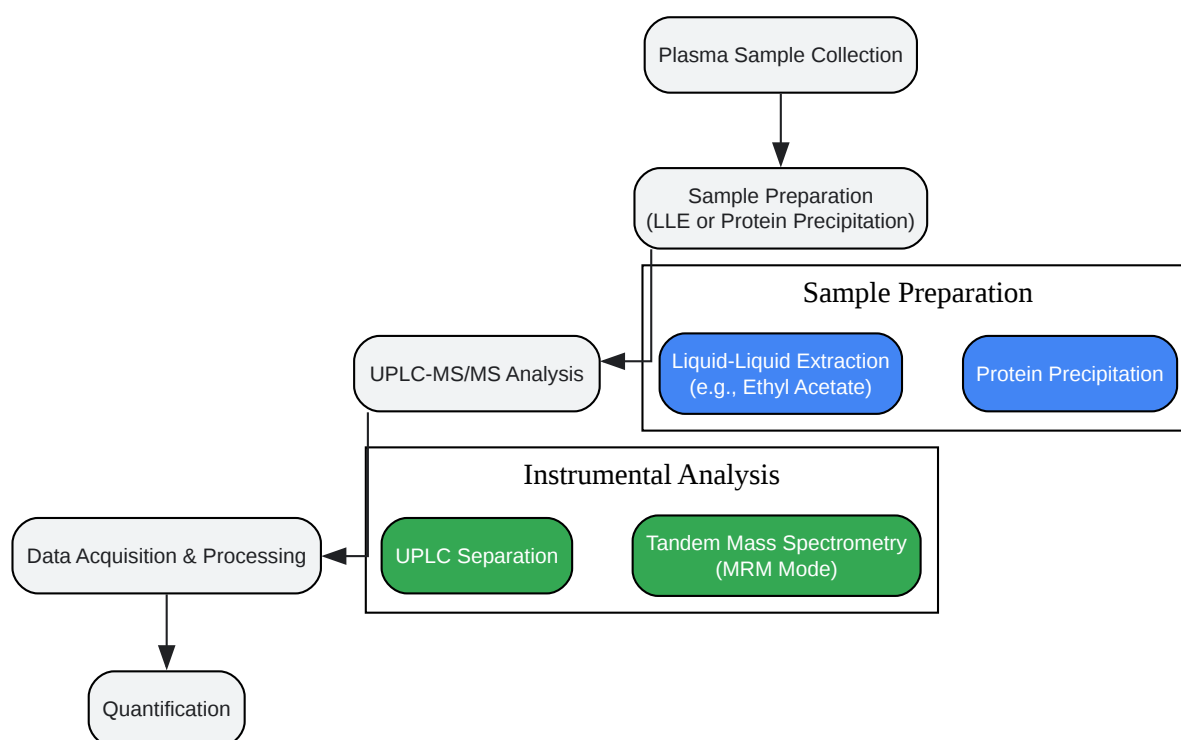 Plasma Sample Collection
Sample Preparation
(LLE or Protein Precipitation)
Sample Preparation
Liquid-Liquid Extraction
(e.g., Ethyl Acetate)
Protein Precipitation
UPLC-MS/MS Analysis
Instrumental Analysis
UPLC Separation
Tandem Mass Spectrometry
(MRM Mode)
Data Acquisition & Processing
Quantification